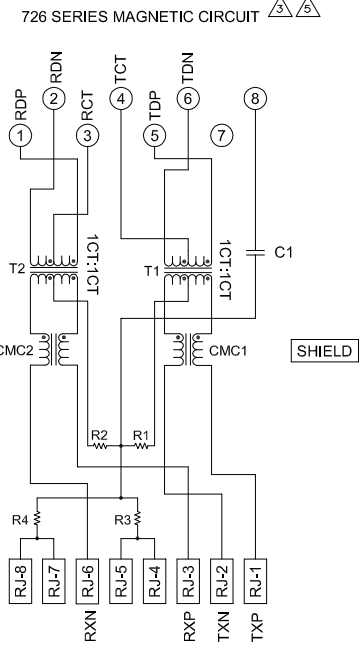 726 SERIES MAGNETIC CIRCUIT 3 5
RDP
RDN
RCT
TCT
TDP
TDN
1
2
3
4
5
6
7
8
T2
1CT:1CT
T1
1CT:1CT
C1
CMC2
CMC1
SHIELD
R2
R1
R4
R3
RJ-8
RJ-7
RJ-6
RJ-5
RJ-4
RJ-3
RJ-2
RJ-1
RXN
RXP
TXN
TXP